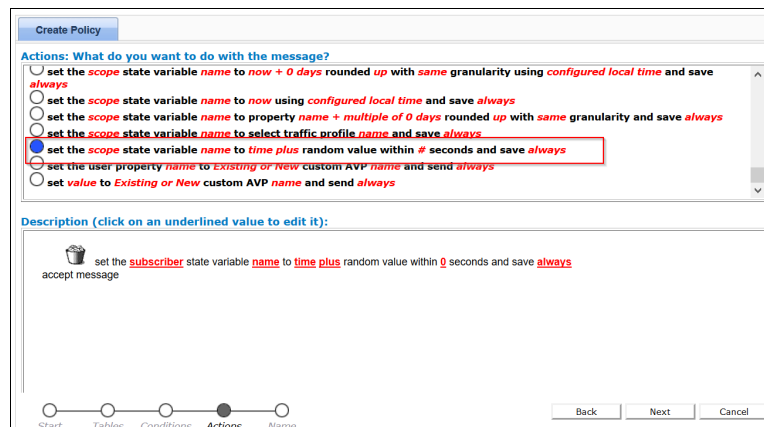 Create Policy
Actions: What do you want to do with the message?
set the scope state variable name to now + 0 days rounded up with same granularity using configured local time and save
always
set the scope state variable name to now using configured local time and save always
set the scope state variable name to property name + multiple of 0 days rounded up with same granularity and save always
set the scope state variable name to select traffic profile name and save always
set the scope state variable name to time plus random value within # seconds and save always
set the user property name to Existing or New custom AVP name and send always
set value to Existing or New custom AVP name and send always
Description (click on an underlined value to edit it):
set the subscriber state variable name to time plus random value within 0 seconds and save always
accept message
Back Next Cancel
Start Tables Conditions Actions Name